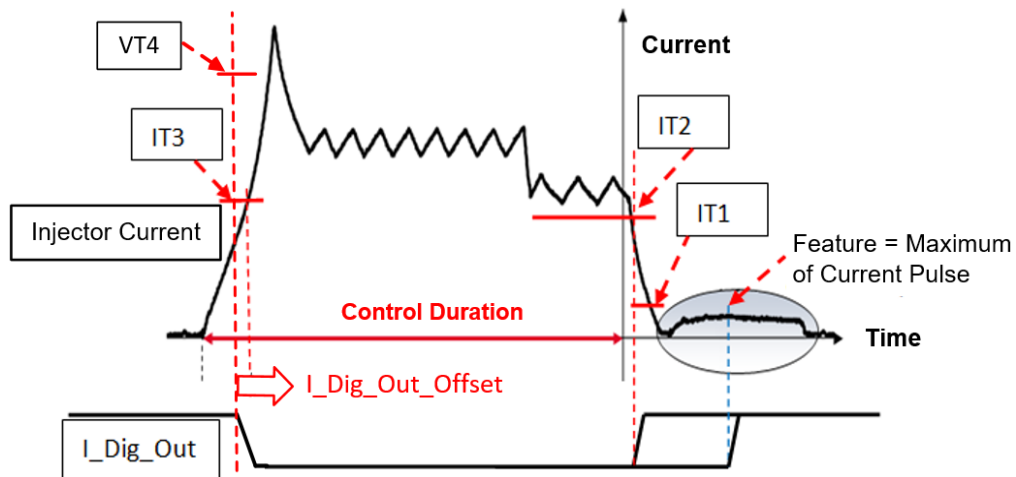 VT4
Current
IT3
IT2
IT1
Injector Current
Feature = Maximum
of Current Pulse
Control Duration
Time
I_Dig_Out_Offset
I_Dig_Out